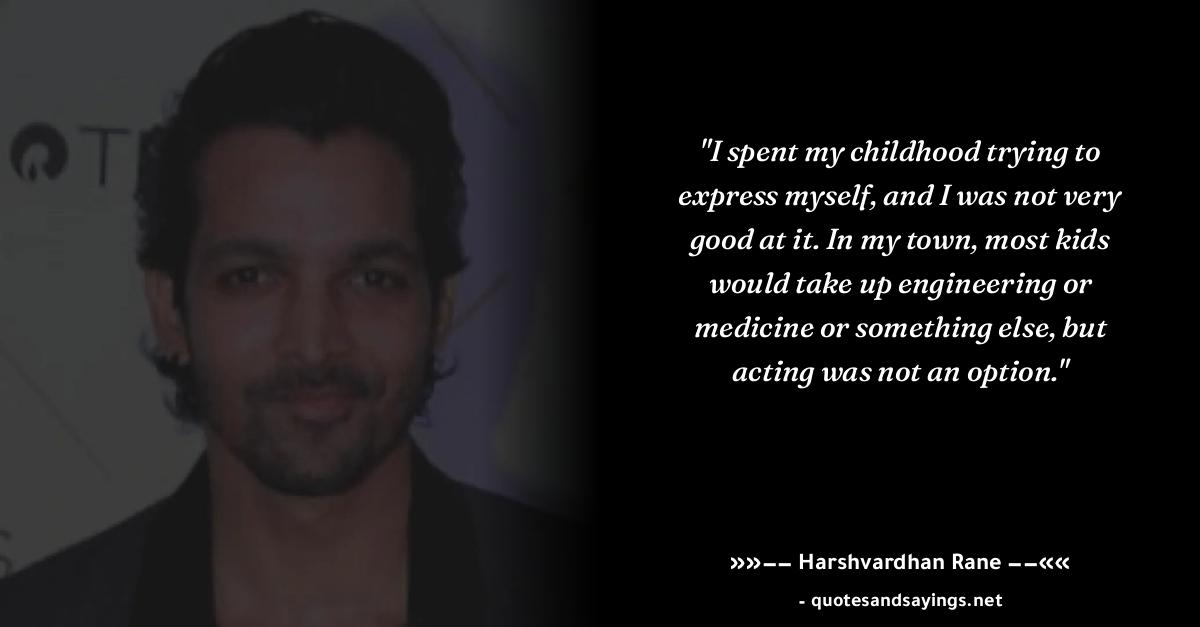 "I spent my childhood trying to
express myself, and I was not very
good at it. In my town, most kids
would take up engineering or
medicine or something else, but
acting was not an option."
»»–– Harshvardhan Rane ––««
- quotesandsayings.net